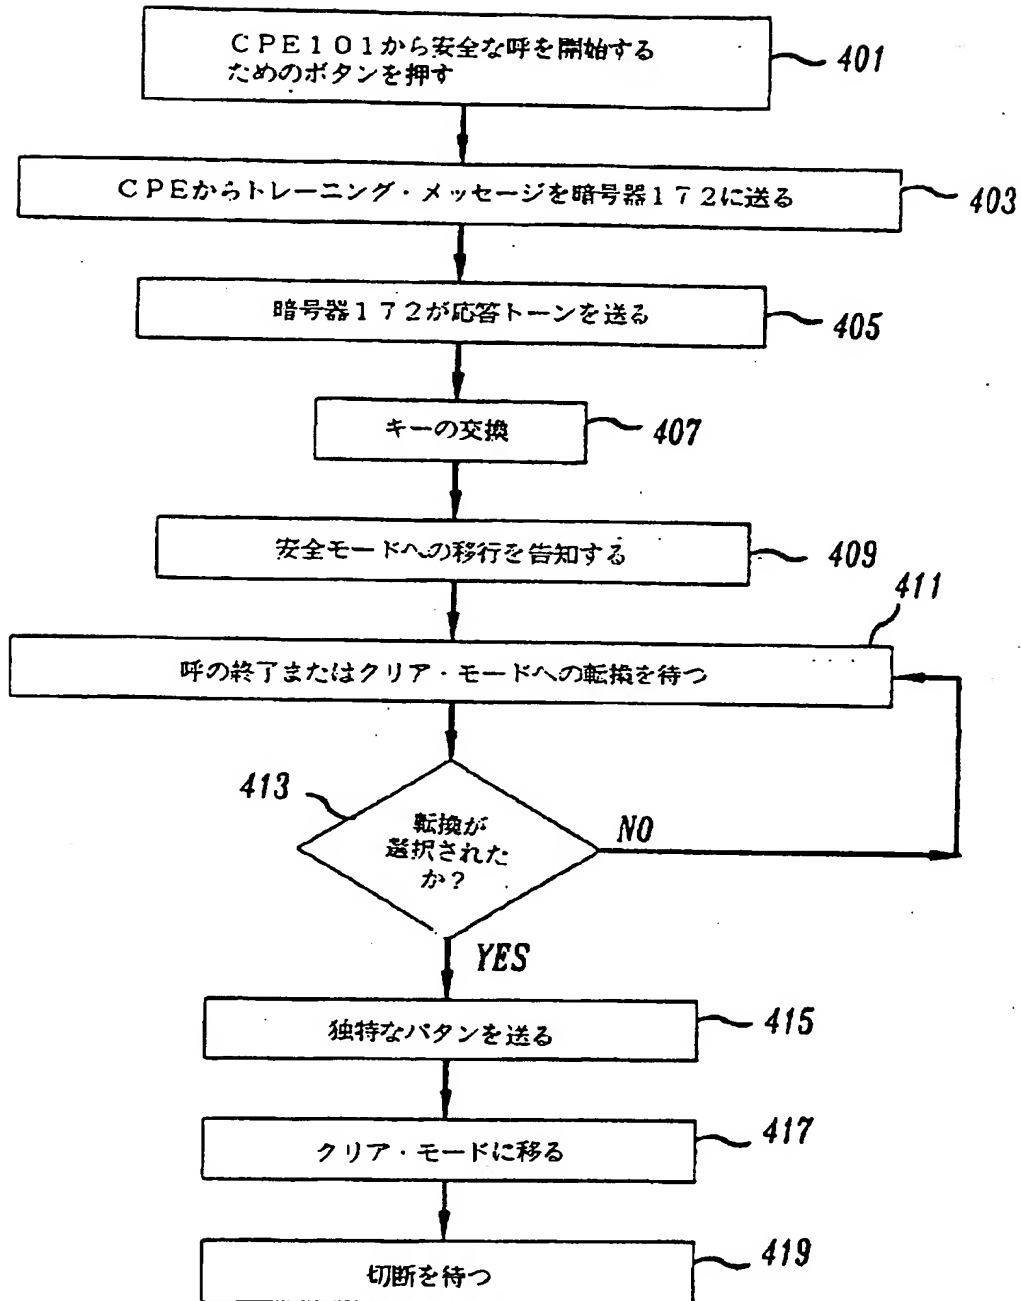 CPE101から安全な呼を開始する
ためのボタンを押す
401
CPEからトレーニング・メッセージを暗号器172に送る
403
暗号器172が応答トーンを送る
405
キーの交換
407
安全モードへの移行を告知する
409
411
呼の終了またはクリア・モードへの転換を待つ
413
転換が
選択された
か?
NO
YES
独特なパタンを送る
415
クリア・モードに移る
417
切断を待つ
419